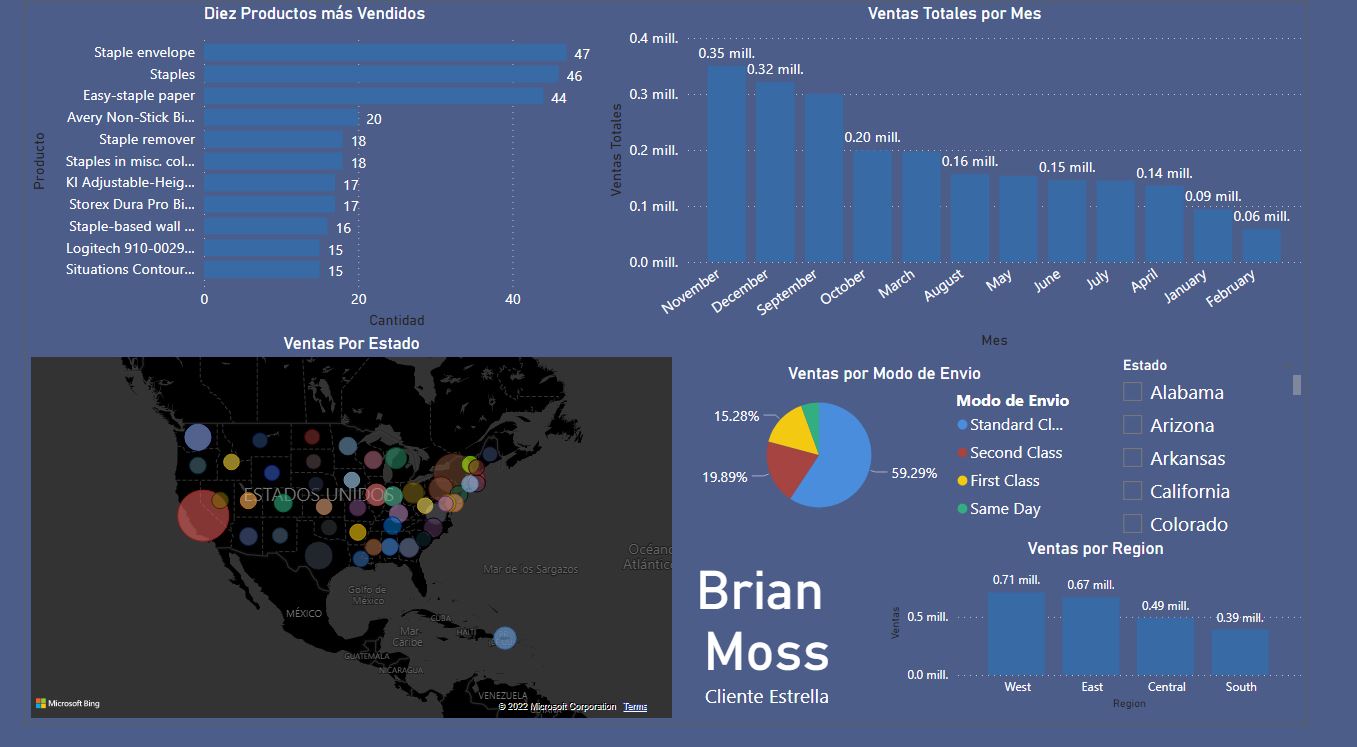 Diez Productos más Vendidos
Producto
Staple envelope 47
Staples 46
Easy-staple paper 44
Avery Non-Stick Bi... 20
Staple remover 18
Staples in misc. col... 18
KI Adjustable-Heig... 17
Storex Dura Pro Bi... 17
Staple-based wall ... 16
Logitech 910-0029... 15
Situations Contour... 15
0 20 40
Cantidad
Ventas Totales por Mes
Ventas Totales
0.4 mill.
0.3 mill.
0.2 mill.
0.1 mill.
0.0 mill.
0.35 mill.
0.32 mill.
0.20 mill.
0.16 mill.
0.15 mill.
0.14 mill.
0.09 mill.
0.06 mill.
November December September October March August May June July April January February
Mes
Ventas Por Estado
ESTADOS UNIDOS
Océano
Atlántico
Mar de los Sargazos
Golfo de
México
MÉXICO
CUBA
HAITÍ
Mar
Caribe
GUATEMALA
NICARAGUA
VENEZUELA
Microsoft Bing
© 2022 Microsoft Corporation Terms
Ventas por Modo de Envio
15.28%
19.89%
59.29%
Modo de Envio
Standard Cl...
Second Class
First Class
Same Day
Estado
Alabama
Arizona
Arkansas
California
Colorado
Brian
Moss
Cliente Estrella
Ventas por Region
Ventas
0.5 mill.
0.0 mill.
0.71 mill.
0.67 mill.
0.49 mill.
0.39 mill.
West East Central South
Region